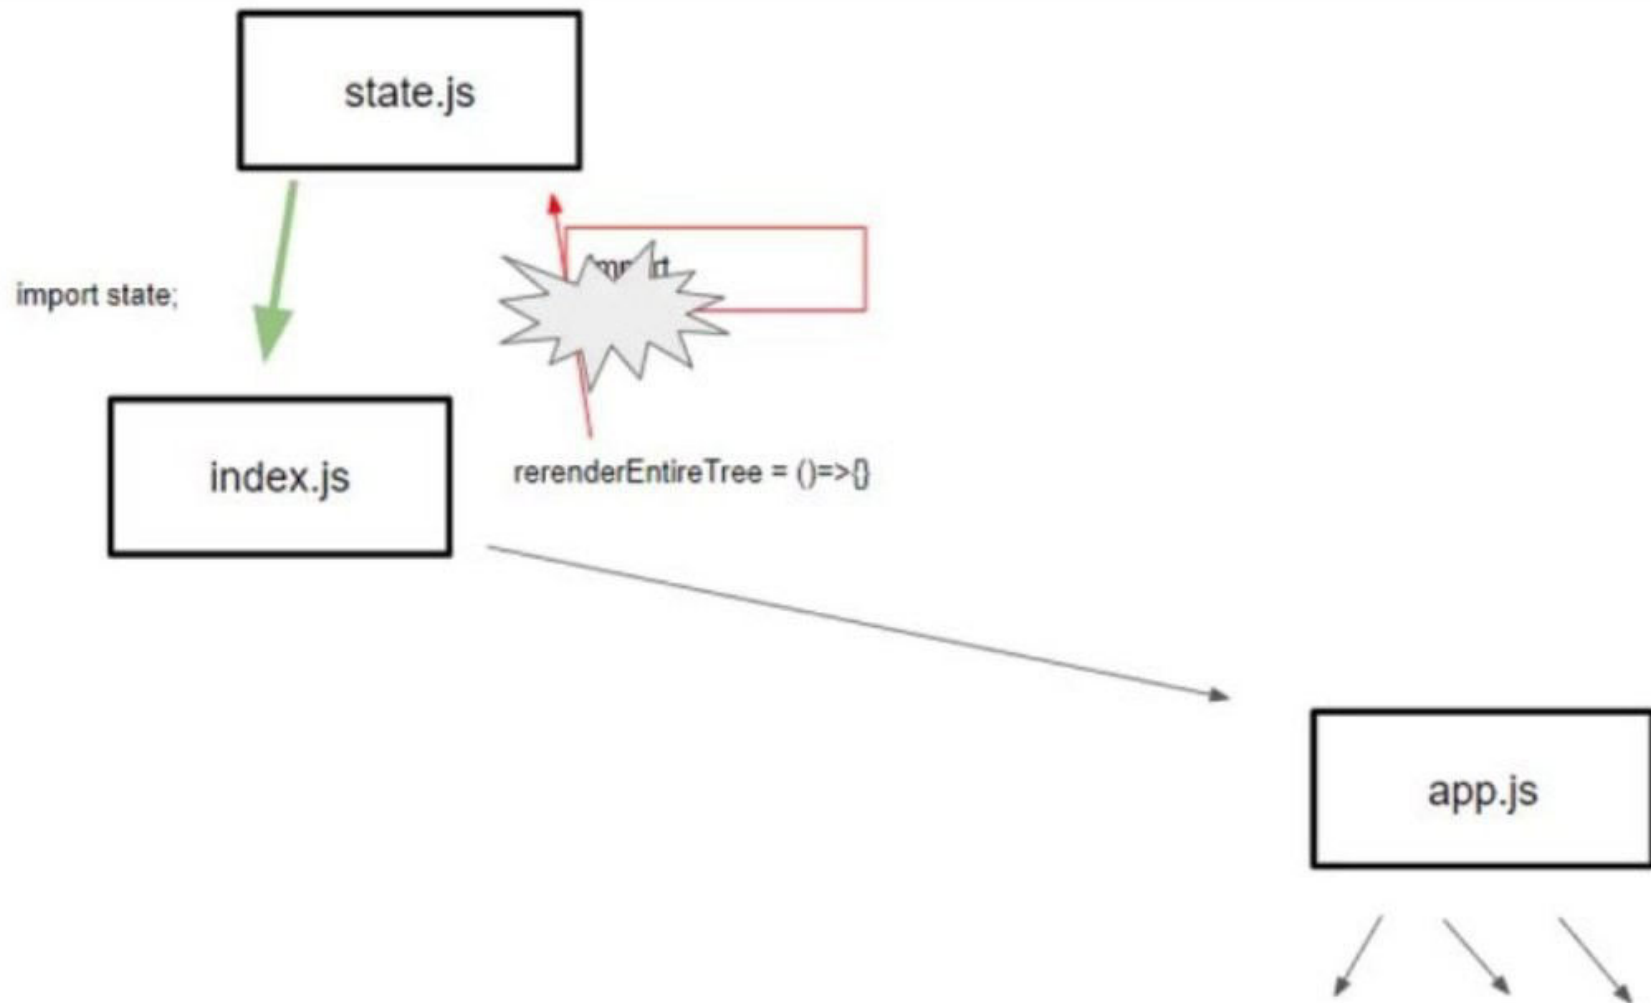 state.js
import state;
index.js
rerenderEntireTree = ()=>{}
app.js